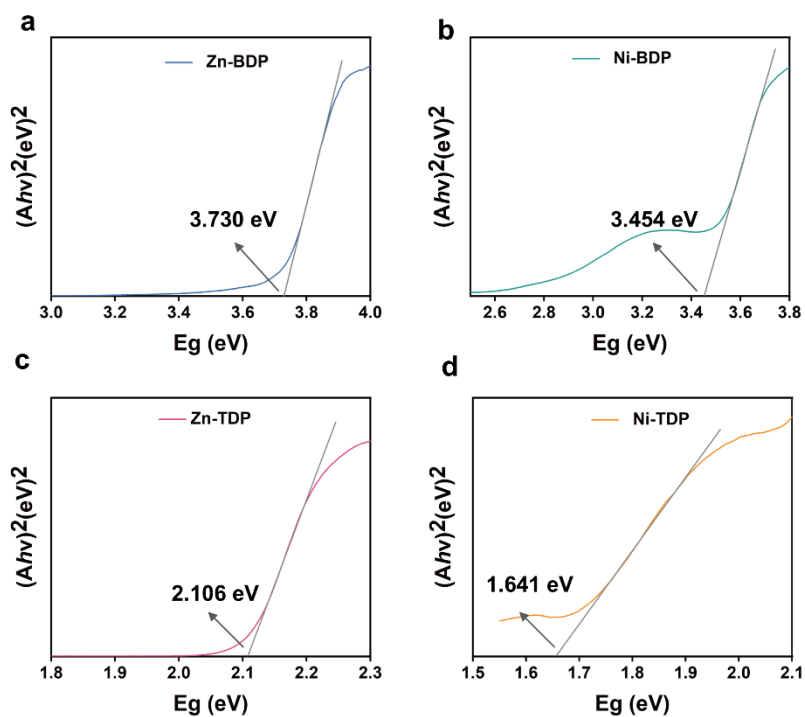 a
Zn-BDP
(Ahv)2(eV)2
3.730 eV
3.0 3.2 3.4 3.6 3.8 4.0
Eg (eV)
b
Ni-BDP
(Ahv)2(eV)2
3.454 eV
2.6 2.8 3.0 3.2 3.4 3.6 3.8
Eg (eV)
c
Zn-TDP
(Ahv)2(eV)2
2.106 eV
1.8 1.9 2.0 2.1 2.2 2.3
Eg (eV)
d
Ni-TDP
(Ahv)2(eV)2
1.641 eV
1.5 1.6 1.7 1.8 1.9 2.0 2.1
Eg (eV)